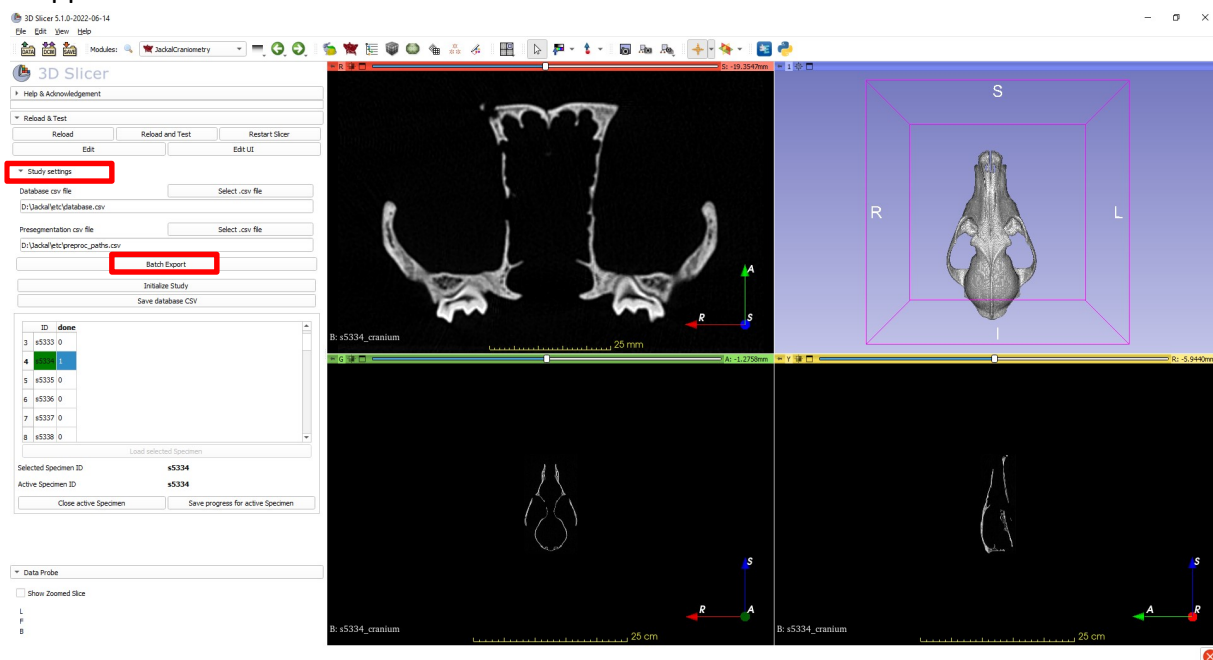 3D Slicer 5.1.0-2022-06-14
File Edit View Help
DATA DCM SAVE Modules: JackalCraniometry
3D Slicer
Help & Acknowledgement
Reload & Test
Reload Reload and Test Restart Slicer
Edit Edit UI
Study settings
Database csv file Select .csv file
D:\Jackal\etc\database.csv
Presegmentation csv file Select .csv file
D:\Jackal\etc\preproc_paths.csv
Batch Export
Initialize Study
Save database CSV
ID done
3 s5333 0
4 s5334 1
5 s5335 0
6 s5336 0
7 s5337 0
8 s5338 0
Load selected Specimen
Selected Specimen ID s5334
Active Specimen ID s5334
Close active Specimen Save progress for active Specimen
Data Probe
Show Zoomed Slice
L
F
B
R S: -19.3547mm
A
R S
B: s5334_cranium
25 mm
1
S
R L
I
G A: -1.2758mm
S
R A
B: s5334_cranium
25 cm
Y R: -5.9440mm
S
A R
B: s5334_cranium
25 cm